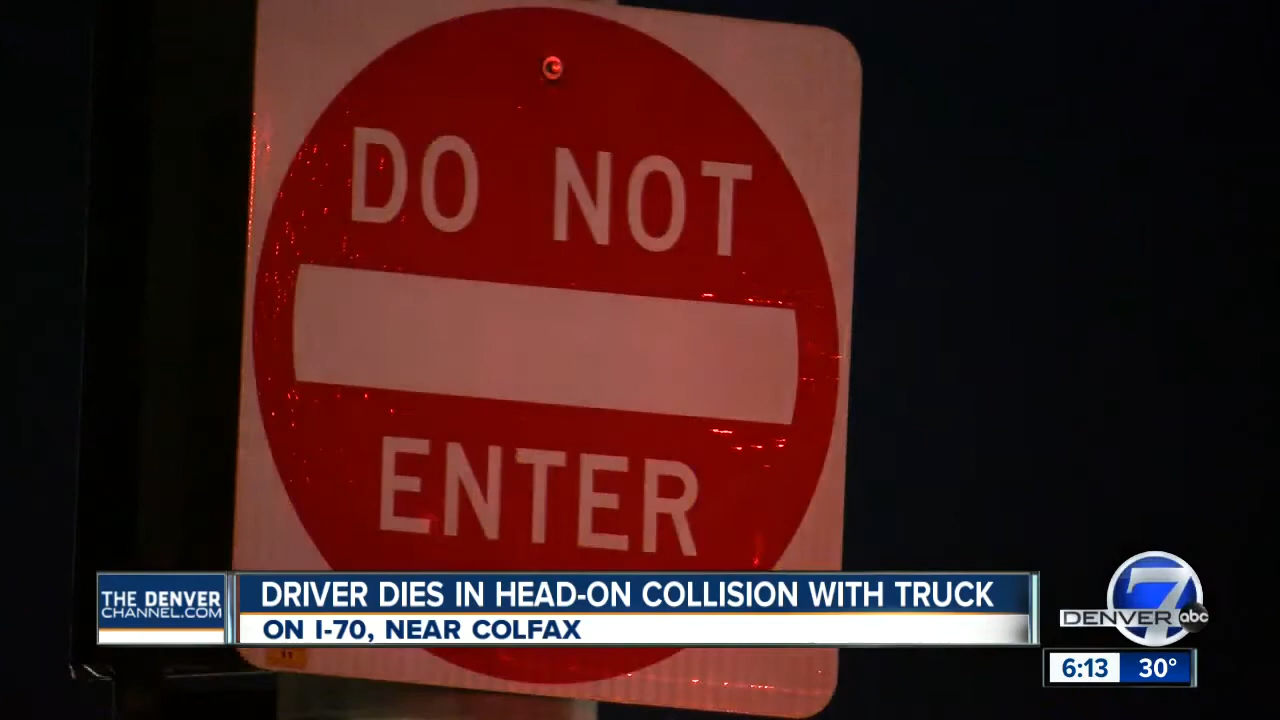 DO NOT
ENTER
THE DENVER
CHANNEL.COM
DRIVER DIES IN HEAD-ON COLLISION WITH TRUCK
ON I-70, NEAR COLFAX
DENVER 7 abc
6:13 30°